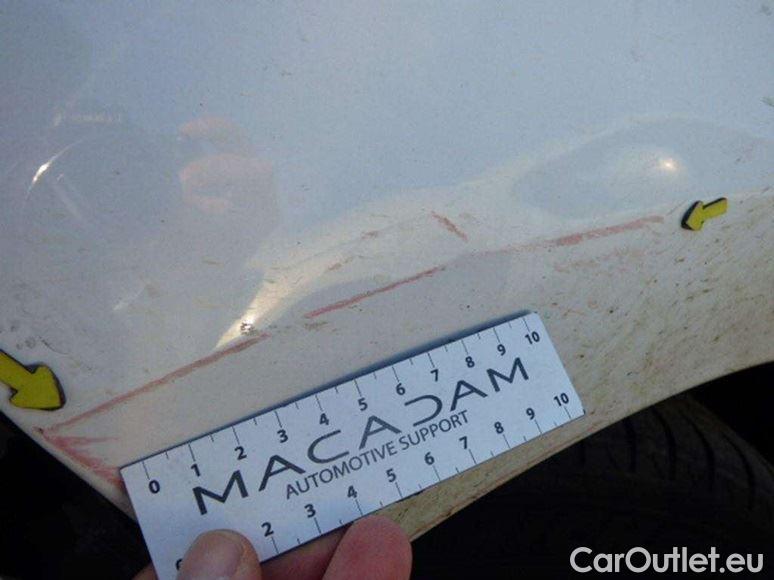 0 1 2 3 4 5 6 7 8 9 10
MACADAM
AUTOMOTIVE SUPPORT
2 3 4 5 6 7 8 9 10
CarOutlet.eu